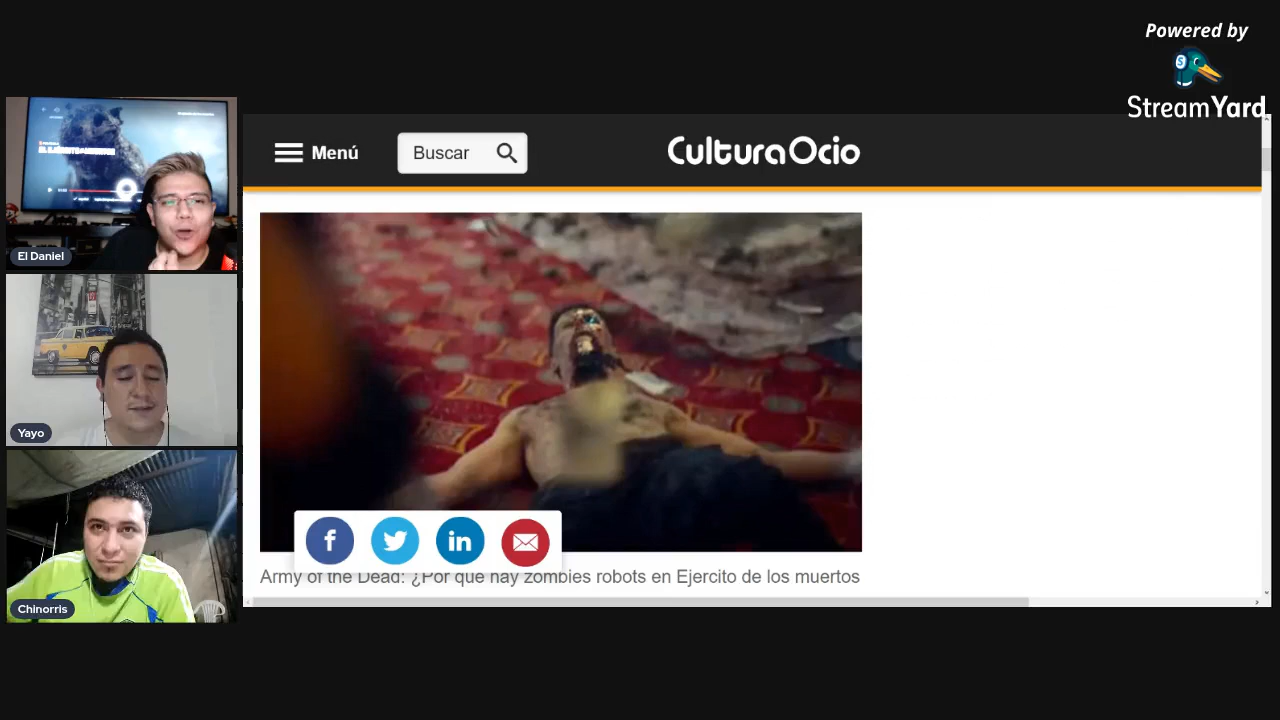 Powered by
StreamYard
Menú
Buscar
CulturaOcio
El Daniel
Yayo
Chinorris
f
in
Army of the Dead: ¿Por qué hay zombies robots en Ejercito de los muertos